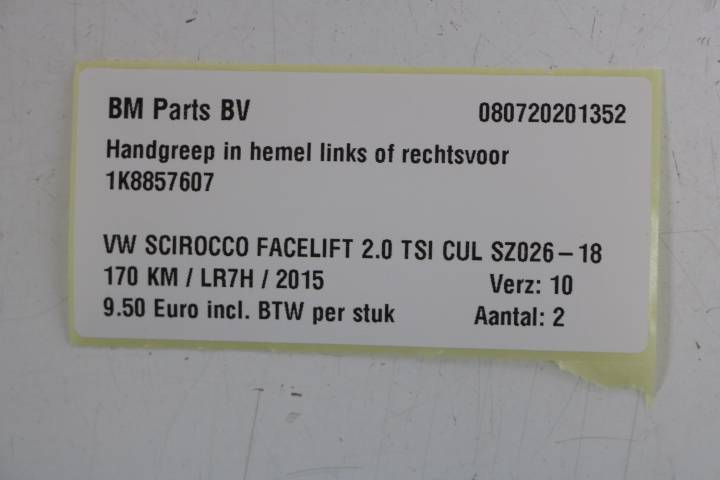 BM Parts BV 080720201352
Handgreep in hemel links of rechtsvoor
1K8857607
VW SCIROCCO FACELIFT 2.0 TSI CUL SZ026-18
170 KM / LR7H / 2015 Verz: 10
9.50 Euro incl. BTW per stuk Aantal: 2